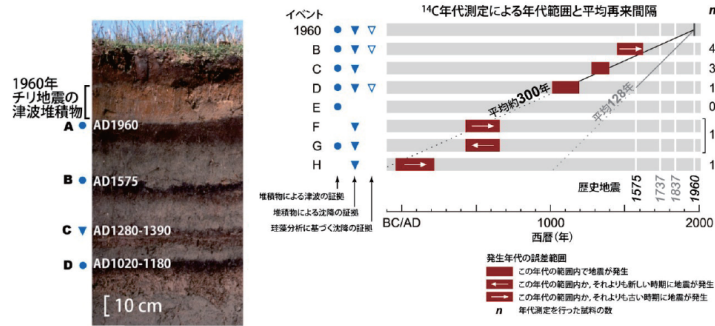 1960年
チリ地震の
津波堆積物
A AD1960
B AD1575
C AD1280-1390
D AD1020-1180
10 cm
イベント
14C年代測定による年代範囲と平均再来間隔
n
1960
B 4
C 3
D 1
E 0
F
G
1
H 1
平均約300年
平均128年
堆積物による津波の証拠
堆積物による沈降の証拠
珪藻分析に基づく沈降の証拠
歴史地震
1575
1737
1837
1960
BC/AD 1000 2000
西暦(年)
発生年代の誤差範囲
この年代の範囲内で地震が発生
この年代の範囲内か、それよりも新しい時期に地震が発生
この年代の範囲内か、それよりも古い時期に地震が発生
n 年代測定を行った試料の数